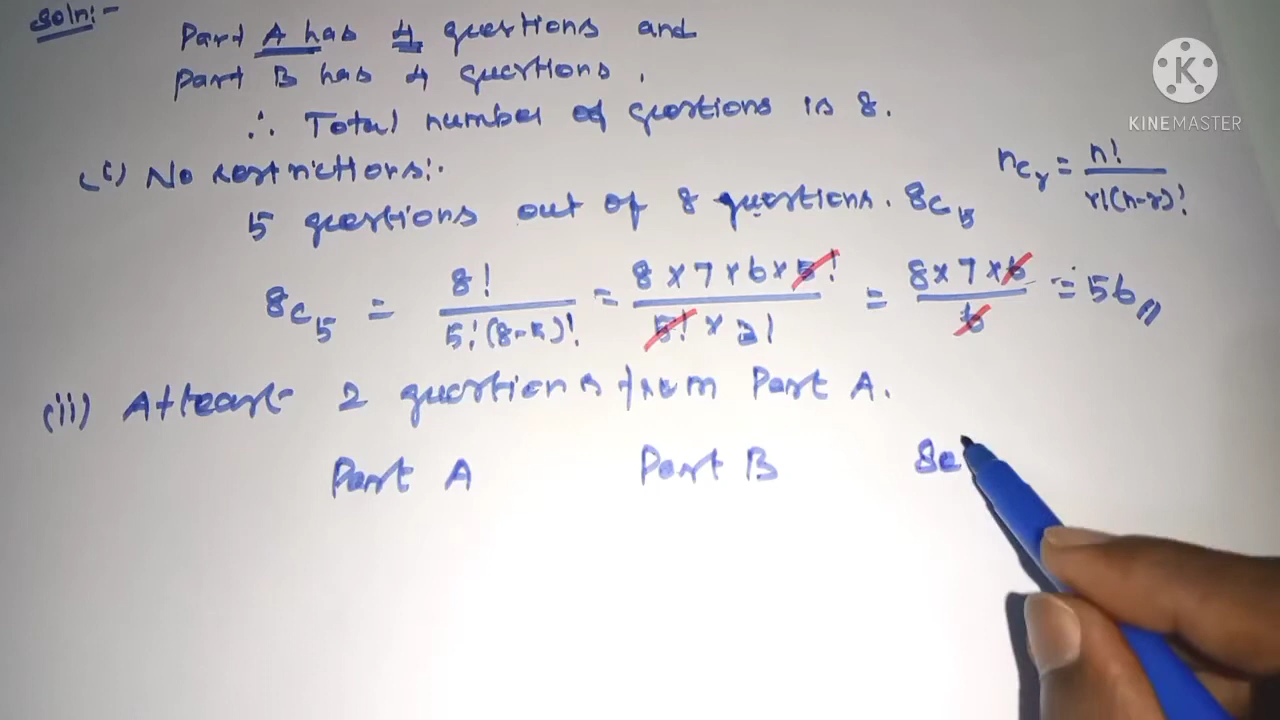 Soln:-
Part A has 4 questions and
Part B has 4 questions.
∴ Total number of questions is 8.
(i) No restrictions:-
5 questions out of 8 questions. 8C5
nCr = n! / r!(n-r)!
8C5 = 8! / 5!(8-5)! = 8×7×6×5! / 5!×3! = 8×7×6 / 6 = 56//
(ii) Atleast 2 questions from Part A.
Part A Part B Se
KINEMASTER